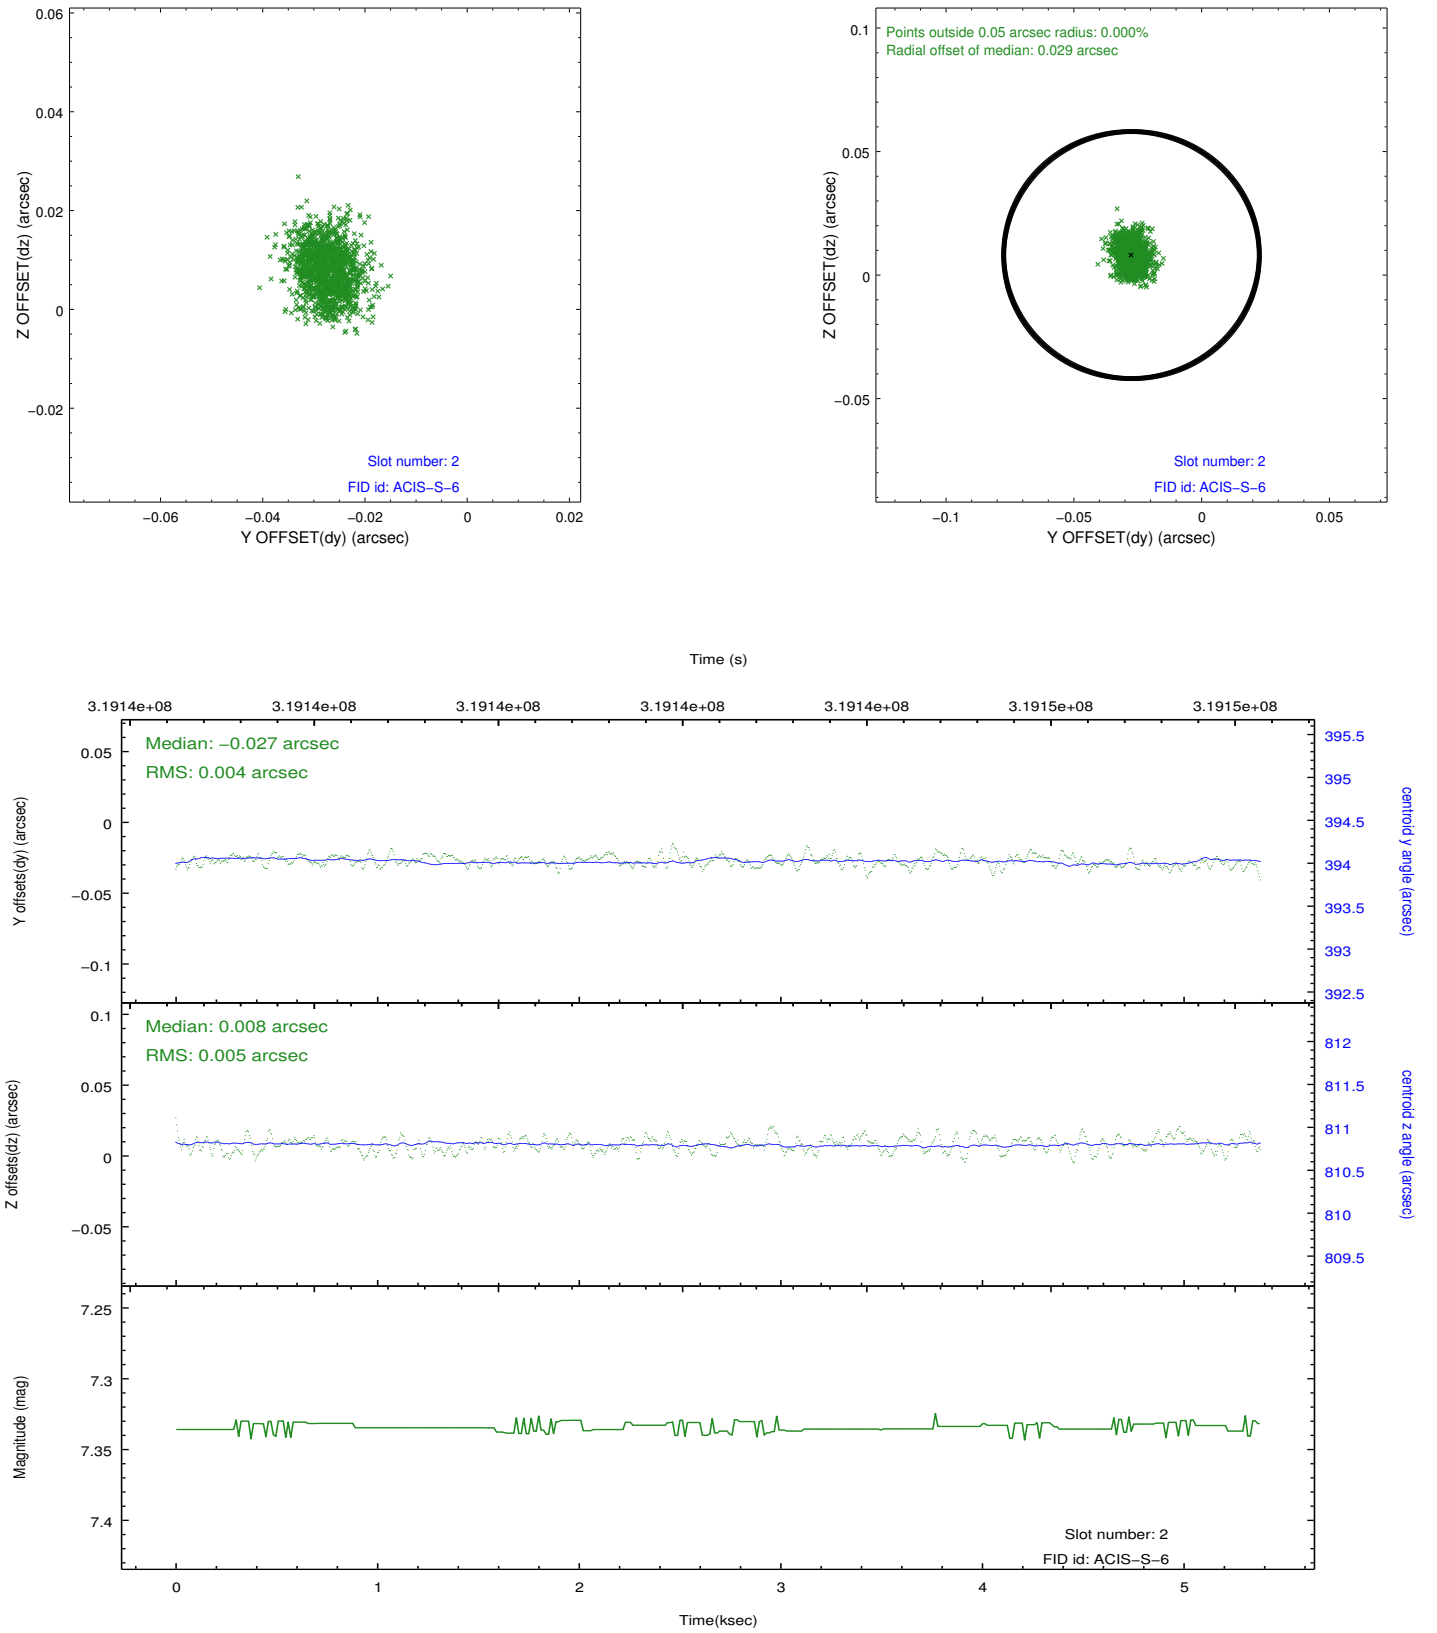 0.06
0.04
0.02
0
−0.02
−0.06
−0.04
−0.02
0
0.02
Z OFFSET(dz) (arcsec)
Y OFFSET(dy) (arcsec)
Slot number: 2
FID id: ACIS−S−6
Points outside 0.05 arcsec radius: 0.000%
Radial offset of median: 0.029 arcsec
0.1
0.05
0
−0.05
−0.1
−0.05
0
0.05
Z OFFSET(dz) (arcsec)
Y OFFSET(dy) (arcsec)
Slot number: 2
FID id: ACIS−S−6
Time (s)
3.1914e+08 3.1914e+08 3.1914e+08 3.1914e+08 3.1914e+08 3.1915e+08 3.1915e+08
Median: −0.027 arcsec
RMS: 0.004 arcsec
0.05
0
−0.05
−0.1
Y offsets(dy) (arcsec)
395.5
395
394.5
394
393.5
393
392.5
centroid y angle (arcsec)
Median: 0.008 arcsec
RMS: 0.005 arcsec
0.1
0.05
0
−0.05
Z offsets(dz) (arcsec)
812
811.5
811
810.5
810
809.5
centroid z angle (arcsec)
7.25
7.3
7.35
7.4
Magnitude (mag)
Slot number: 2
FID id: ACIS−S−6
0 1 2 3 4 5
Time(ksec)